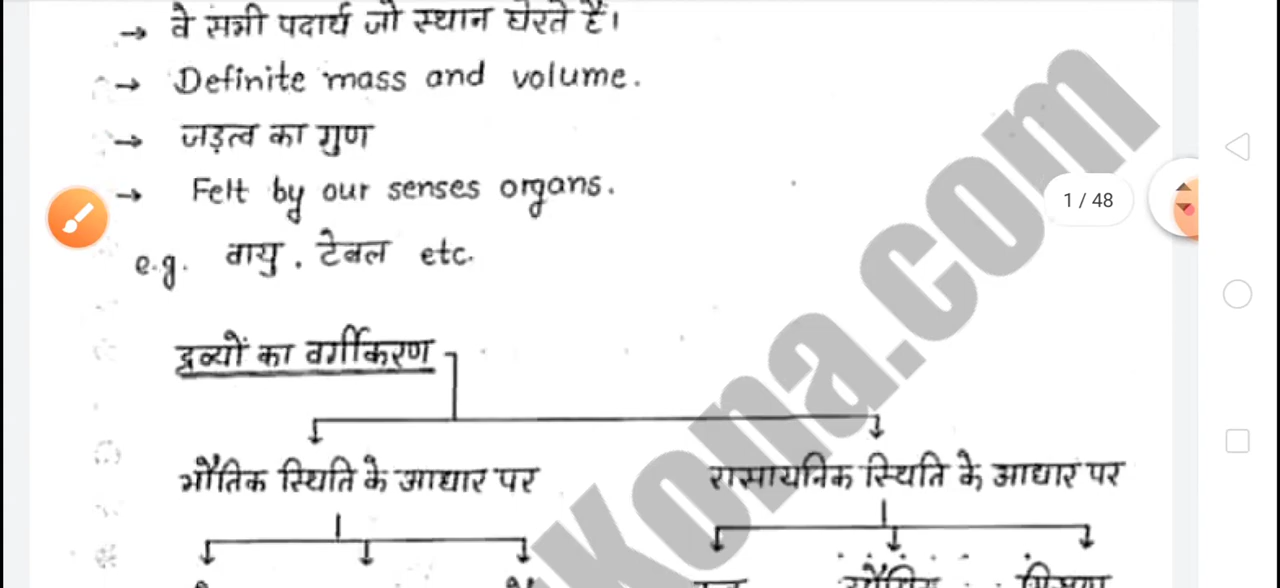 → वे सभी पदार्थ जो स्थान घेरते हैं।
→ Definite mass and volume.
→ जड़त्व का गुण
→ Felt by our senses organs.
1 / 48
e.g. वायु . टेबल etc.
द्रव्यों का वर्गीकरण
भौतिक स्थिति के आधार पर
रासायनिक स्थिति के आधार पर
Kona.com